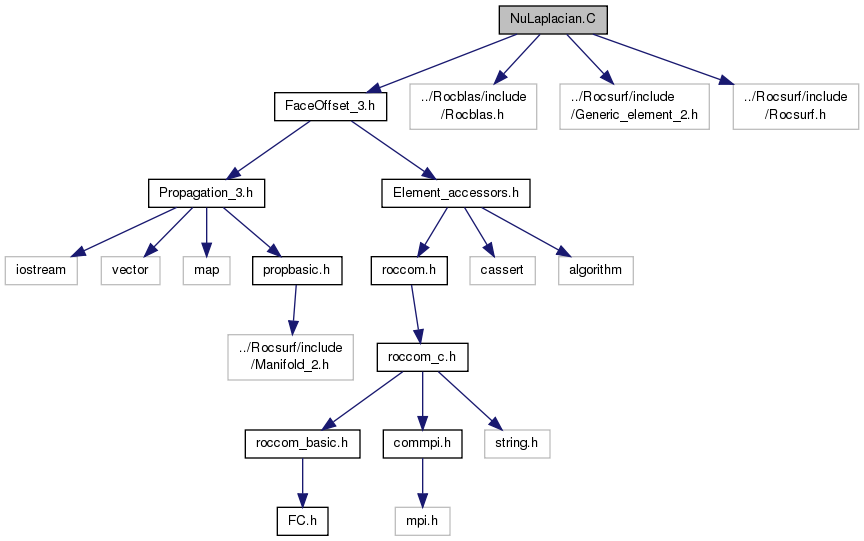 NuLaplacian.C
FaceOffset_3.h
../Rocblas/include
/Rocblas.h
../Rocsurf/include
/Generic_element_2.h
../Rocsurf/include
/Rocsurf.h
Propagation_3.h
Element_accessors.h
iostream
vector
map
propbasic.h
roccom.h
cassert
algorithm
../Rocsurf/include
/Manifold_2.h
roccom_c.h
roccom_basic.h
commpi.h
string.h
FC.h
mpi.h